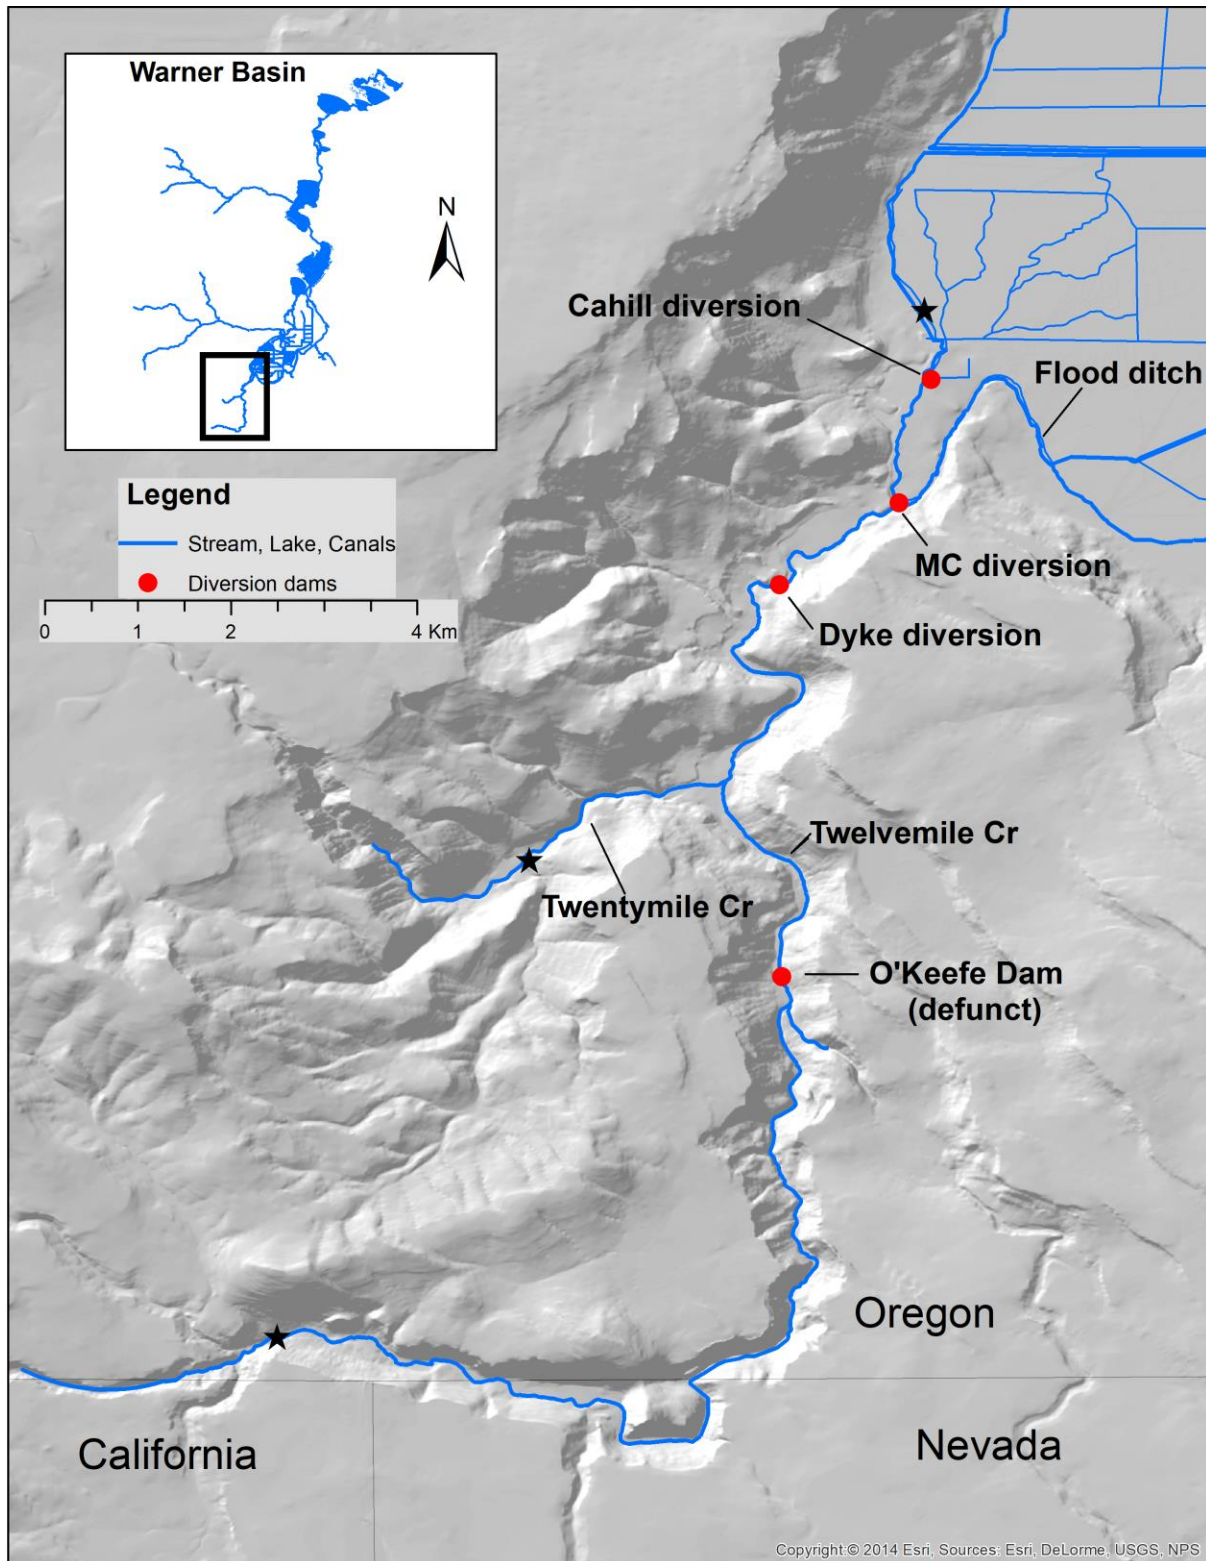 Warner Basin
N
Legend
Stream, Lake, Canals
Diversion dams
0 1 2 4 Km
Cahill diversion
Flood ditch
MC diversion
Dyke diversion
Twelvemile Cr
Twentymile Cr
O'Keefe Dam
(defunct)
Oregon
California
Nevada
Copyright:© 2014 Esri, Sources: Esri, DeLorme, USGS, NPS